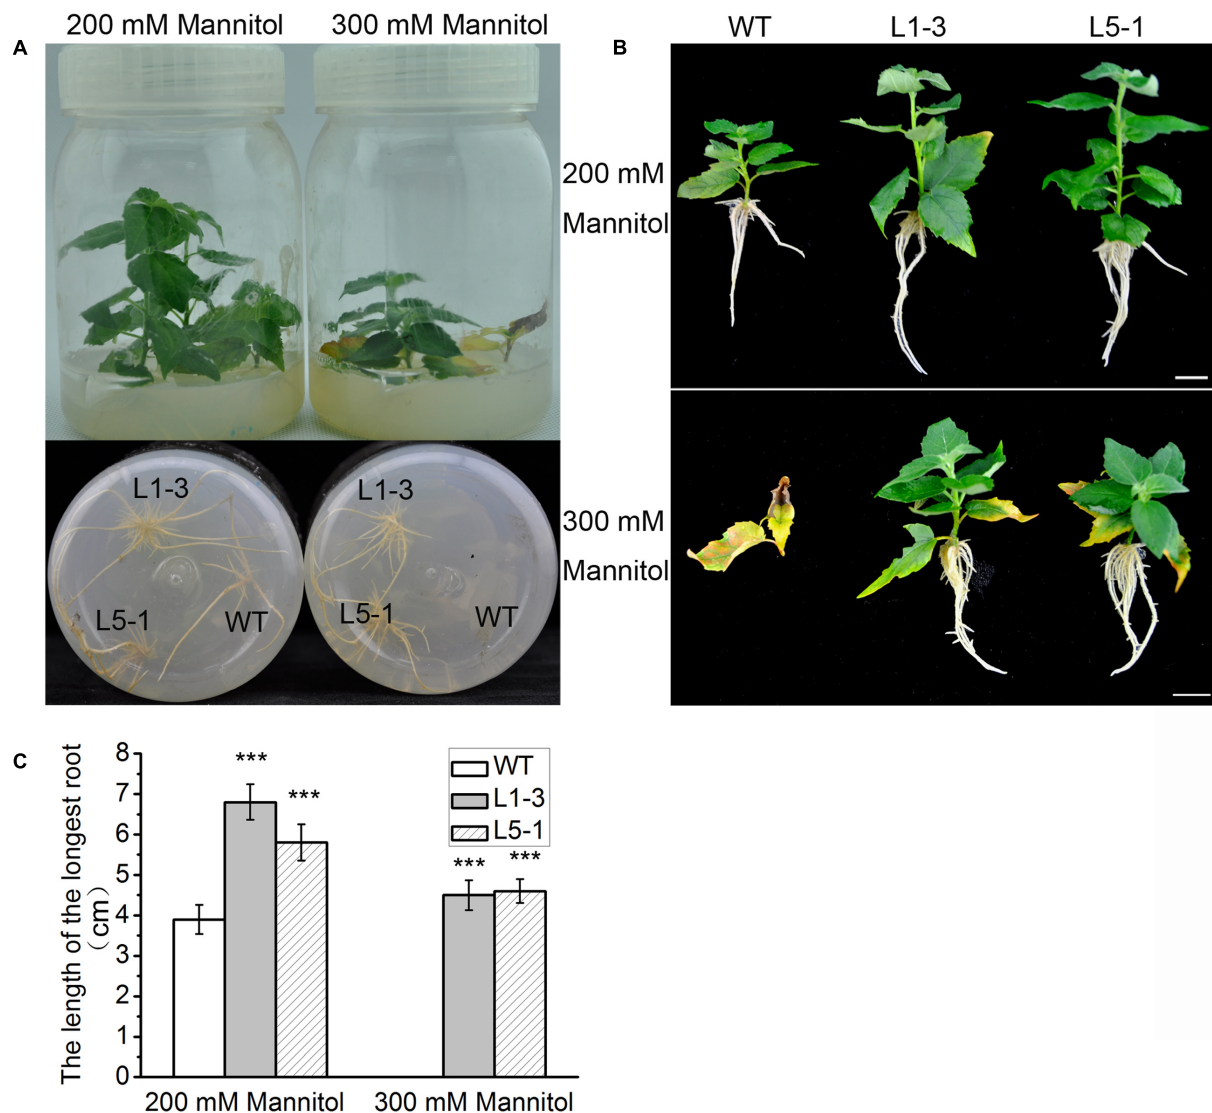 A
200 mM Mannitol 300 mM Mannitol
L1-3 L1-3
L5-1 WT L5-1 WT
B
WT L1-3 L5-1
200 mM
Mannitol
300 mM
Mannitol
C
The length of the longest root
(cm)
8
7
6
5
4
3
2
1
0
*** ***
*** ***
WT
L1-3
L5-1
200 mM Mannitol 300 mM Mannitol